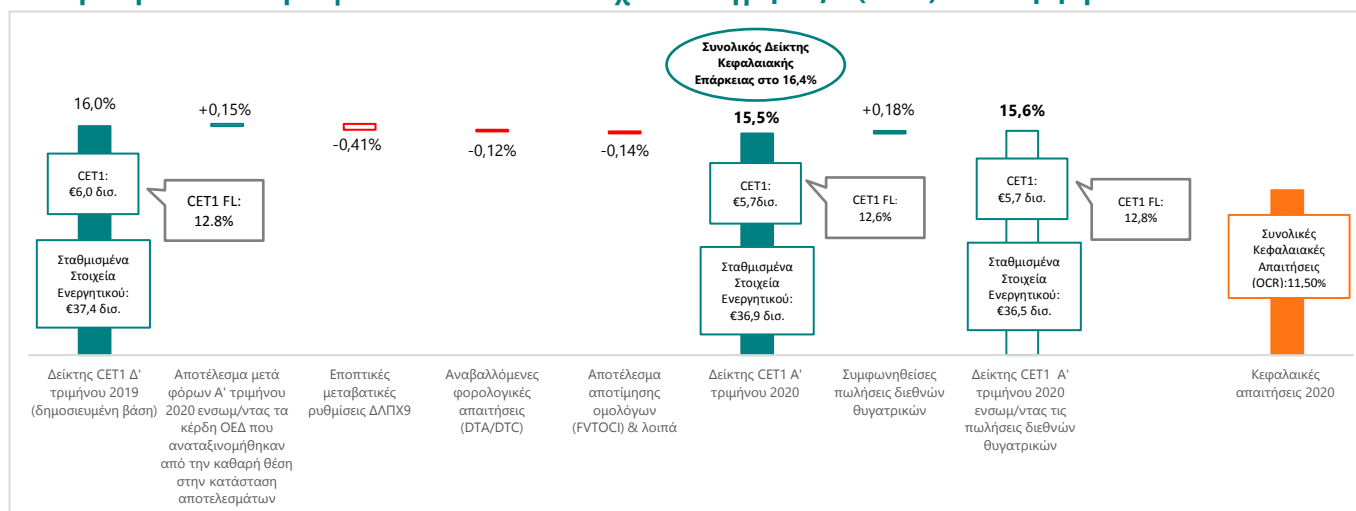 Συνολικός Δείκτης
Κεφαλαιακής
Επάρκειας στο 16,4%
16,0%
+0,15%
-0,41%
-0,12%
-0,14%
15,5%
+0,18%
15,6%
CET1:
€6,0 δισ.
CET1 FL:
12.8%
Σταθμισμένα
Στοιχεία
Ενεργητικού:
€37,4 δισ.
CET1:
€5,7δισ.
CET1 FL:
12,6%
Σταθμισμένα
Στοιχεία
Ενεργητικού:
€36,9 δισ.
CET1:
€5,7 δισ.
CET1 FL:
12,8%
Σταθμισμένα
Στοιχεία
Ενεργητικού:
€36,5 δισ.
Συνολικές
Κεφαλαιακές
Απαιτήσεις
(OCR):11,50%
Δείκτης CET1 Δ'
τριμήνου 2019
(δημοσιευμένη βάση)
Αποτέλεσμα μετά
φόρων Α' τριμήνου
2020 ενσωμ/ντας τα
κέρδη ΟΕΔ που
αναταξινομήθηκαν
από την καθαρή θέση
στην κατάσταση
αποτελεσμάτων
Εποπτικές
μεταβατικές
ρυθμίσεις ΔΛΠΧ9
Αναβαλλόμενες
φορολογικές
απαιτήσεις
(DTA/DTC)
Αποτέλεσμα
αποτίμησης
ομολόγων
(FVTOCI) & λοιπά
Δείκτης CET1 Α'
τριμήνου 2020
Συμφωνηθείσες
πωλήσεις διεθνών
θυγατρικών
Δείκτης CET1 Α'
τριμήνου 2020
ενσωμ/ντας τις
πωλήσεις διεθνών
θυγατρικών
Κεφαλαικές
απαιτήσεις 2020